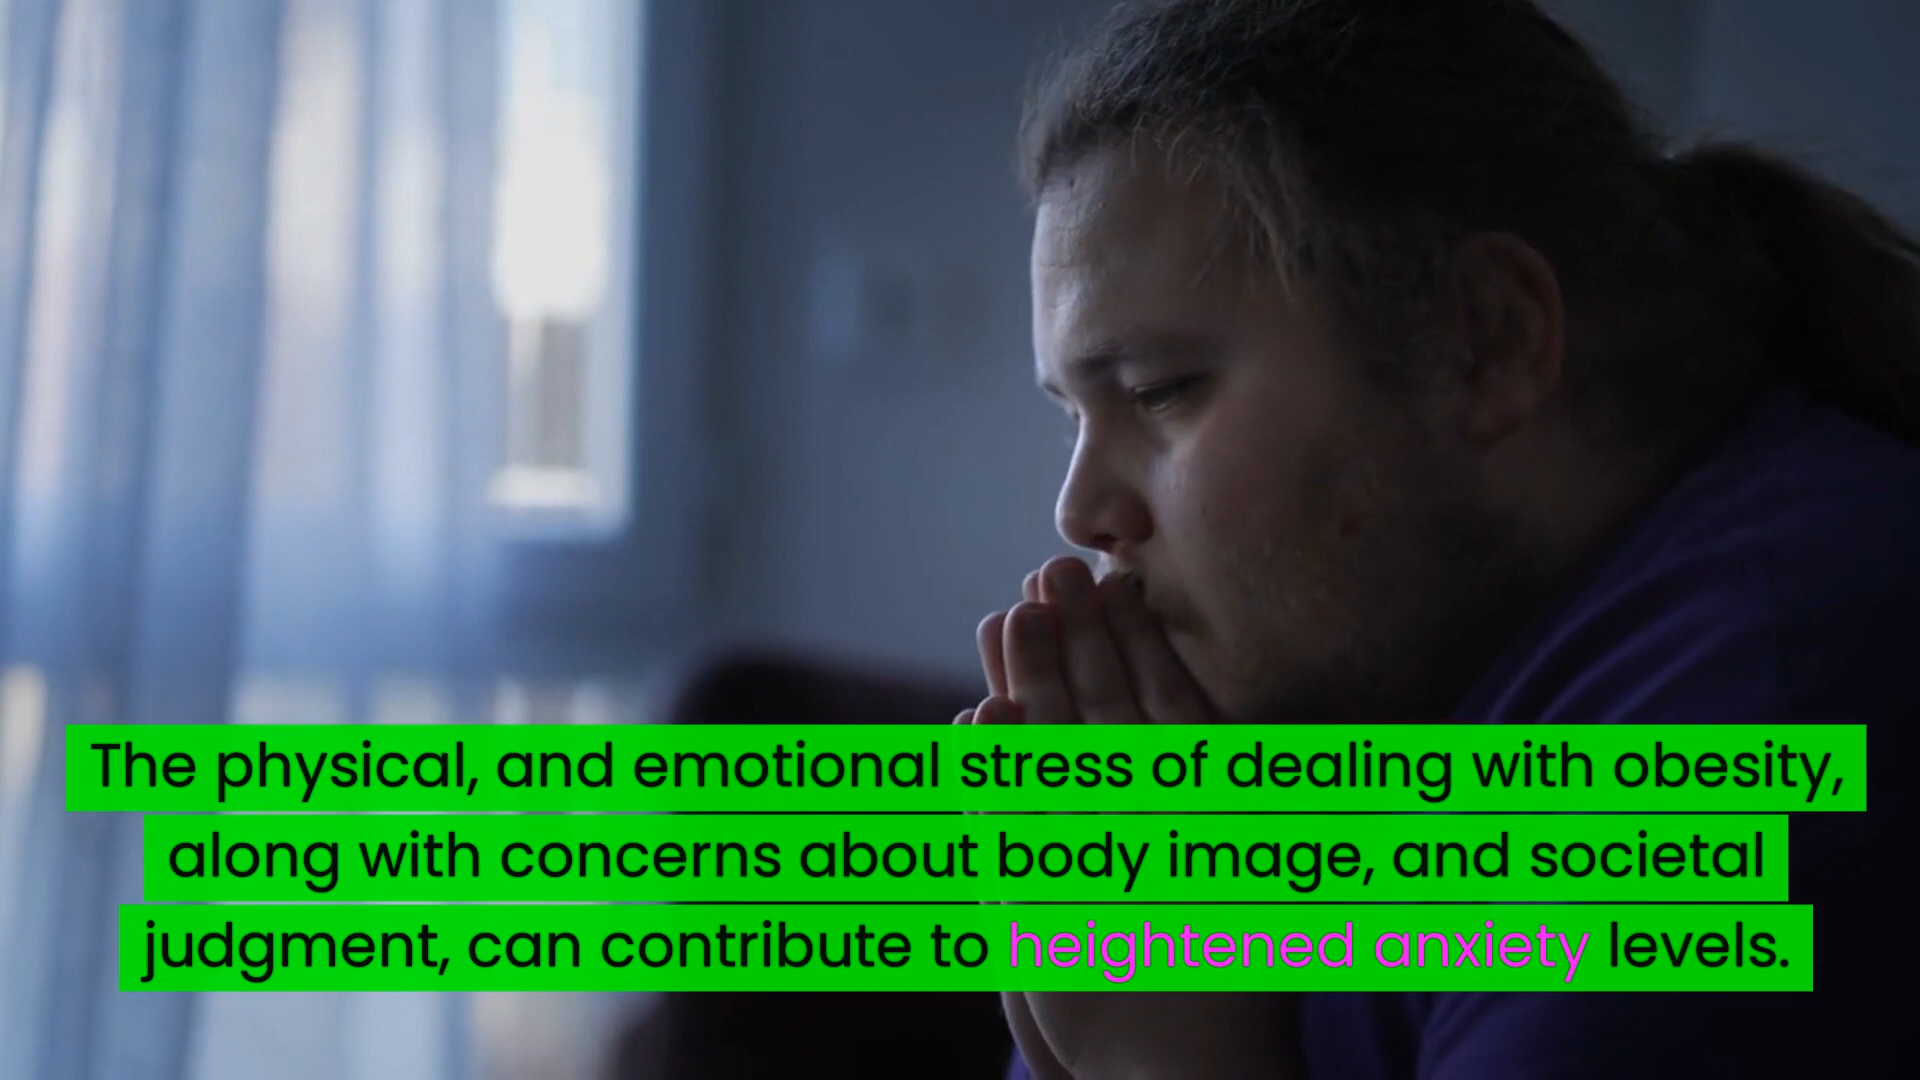 The physical, and emotional stress of dealing with obesity,
along with concerns about body image, and societal
judgment, can contribute to heightened anxiety levels.